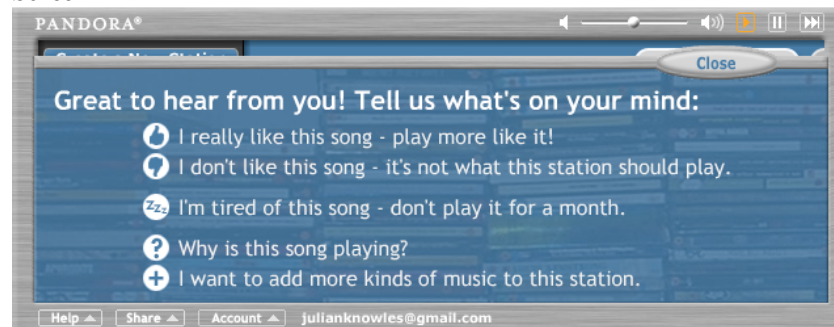 PANDORA®
Close
Great to hear from you! Tell us what's on your mind:
I really like this song - play more like it!
I don't like this song - it's not what this station should play.
zzz I'm tired of this song - don't play it for a month.
? Why is this song playing?
+ I want to add more kinds of music to this station.
Help Share Account julianknowles@gmail.com